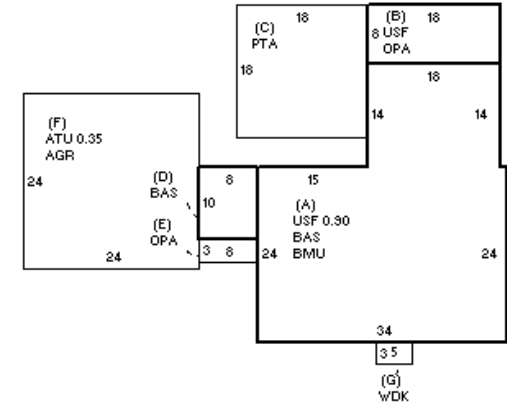 18
(C)
PTA
18
(B) 18
8 USF
OPA
18
14
14
(F)
ATU 0.35
AGR
24
24
(D)
BAS
8
10
(E)
OPA
3 8
15
(A)
USF 0.90
BAS
BMU
24
24
34
3 5
(G)
WDK